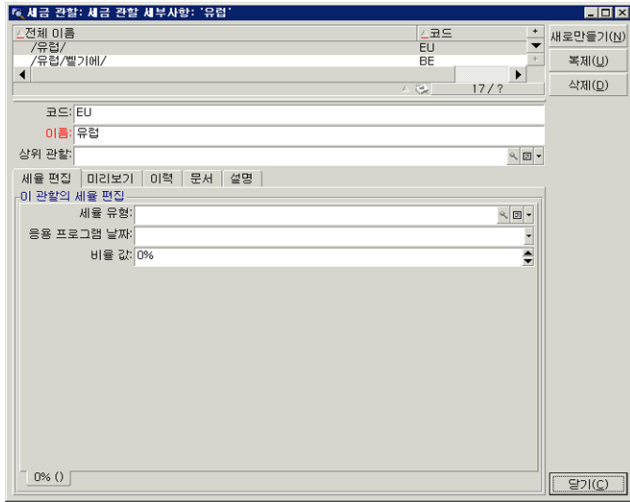 세금 관할: 세금 관할 세부사항: '유럽'
전체 이름 코드
/유럽/ EU
/유럽/벨기에/ BE
17 / ?
새로만들기(N)
복제(U)
삭제(D)
코드: EU
이름: 유럽
상위 관할:
세율 편집 미리보기 이력 문서 설명
이 관할의 세율 편집
세율 유형:
응용 프로그램 날짜:
비율 값: 0%
0% ()
닫기(C)